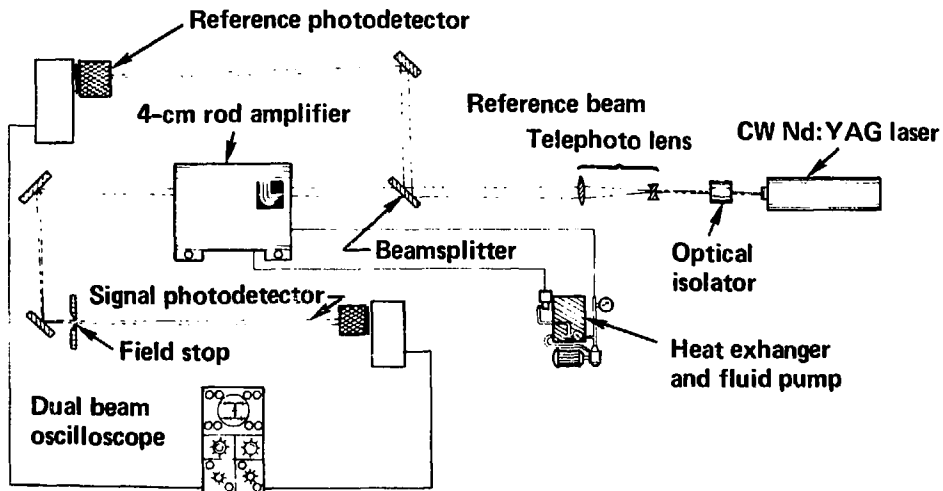 Reference photodetector
4-cm rod amplifier
Reference beam
Telephoto lens
CW Nd:YAG laser
Beamsplitter
Optical
isolator
Signal photodetector
Field stop
Heat exhanger
and fluid pump
Dual beam
oscilloscope